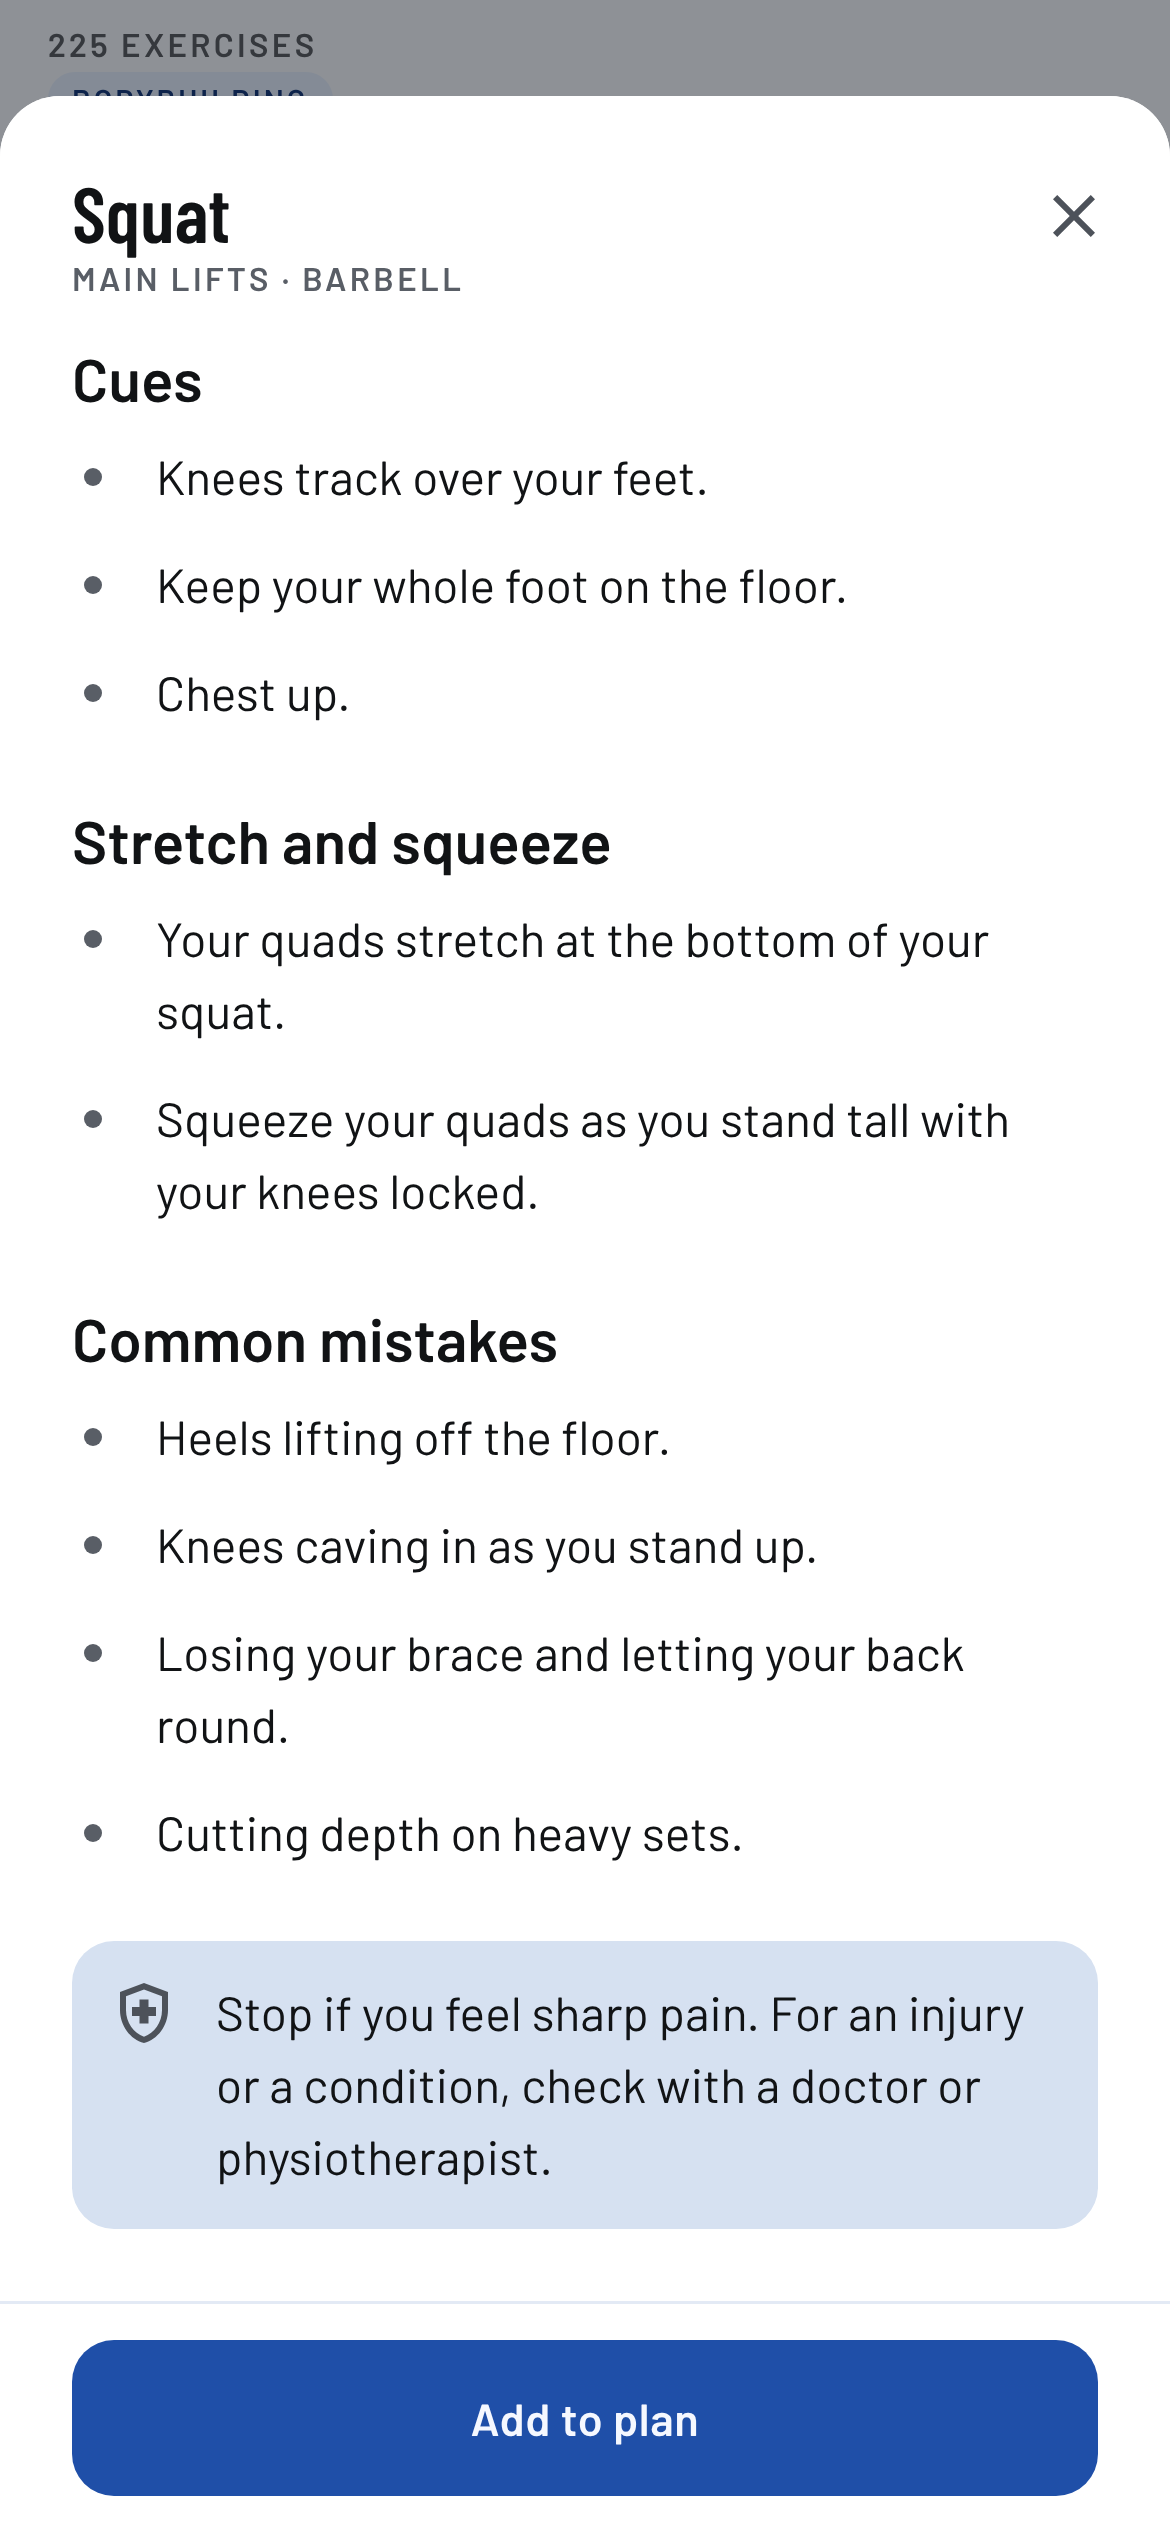 225 EXERCISES
Squat
MAIN LIFTS · BARBELL
Cues
Knees track over your feet.
Keep your whole foot on the floor.
Chest up.
Stretch and squeeze
Your quads stretch at the bottom of your
squat.
Squeeze your quads as you stand tall with
your knees locked.
Common mistakes
Heels lifting off the floor.
Knees caving in as you stand up.
Losing your brace and letting your back
round.
Cutting depth on heavy sets.
Stop if you feel sharp pain. For an injury
or a condition, check with a doctor or
physiotherapist.
Add to plan